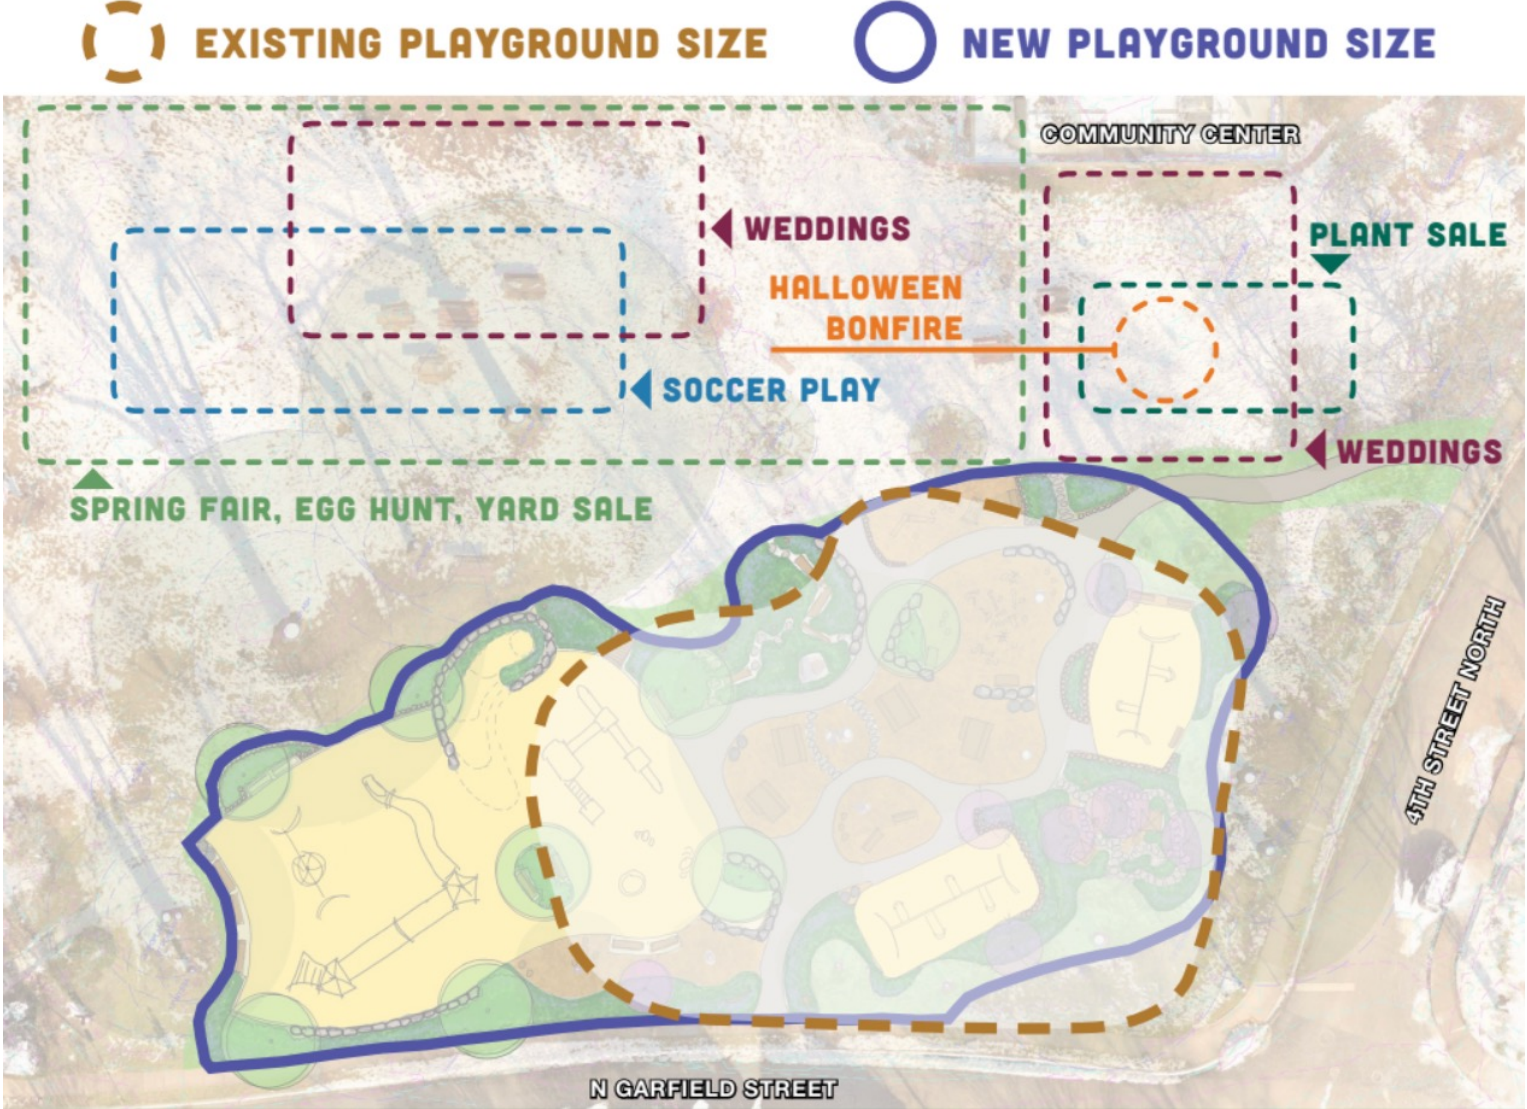 EXISTING PLAYGROUND SIZE
NEW PLAYGROUND SIZE
COMMUNITY CENTER
WEDDINGS
PLANT SALE
HALLOWEEN
BONFIRE
SOCCER PLAY
WEDDINGS
SPRING FAIR, EGG HUNT, YARD SALE
4TH STREET NORTH
N GARFIELD STREET